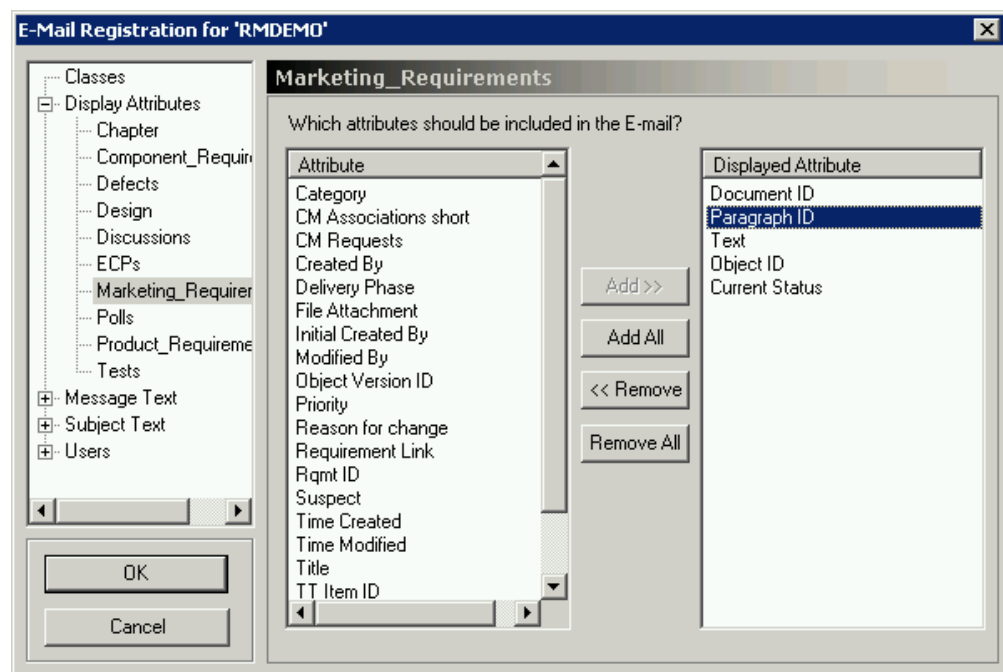 E-Mail Registration for 'RMDEMO'
Classes
Display Attributes
Chapter
Component_Requir
Defects
Design
Discussions
ECPs
Marketing_Requirer
Polls
Product_Requireme
Tests
Message Text
Subject Text
Users
OK
Cancel
Marketing_Requirements
Which attributes should be included in the E-mail?
Attribute
Category
CM Associations short
CM Requests
Created By
Delivery Phase
File Attachment
Initial Created By
Modified By
Object Version ID
Priority
Reason for change
Requirement Link
Rqmt ID
Suspect
Time Created
Time Modified
Title
TT Item ID
Add >>
Add All
<< Remove
Remove All
Displayed Attribute
Document ID
Paragraph ID
Text
Object ID
Current Status